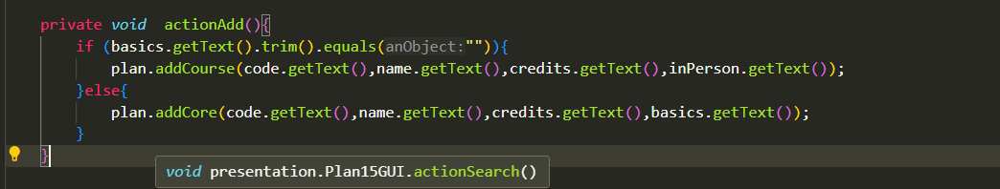 private void  actionAdd(){
if (basics.getText().trim().equals(anObject:"")){
plan.addCourse(code.getText(),name.getText(),credits.getText(),inPerson.getText());
}else{
plan.addCore(code.getText(),name.getText(),credits.getText(),basics.getText());
}
}
void presentation.Plan15GUI.actionSearch()